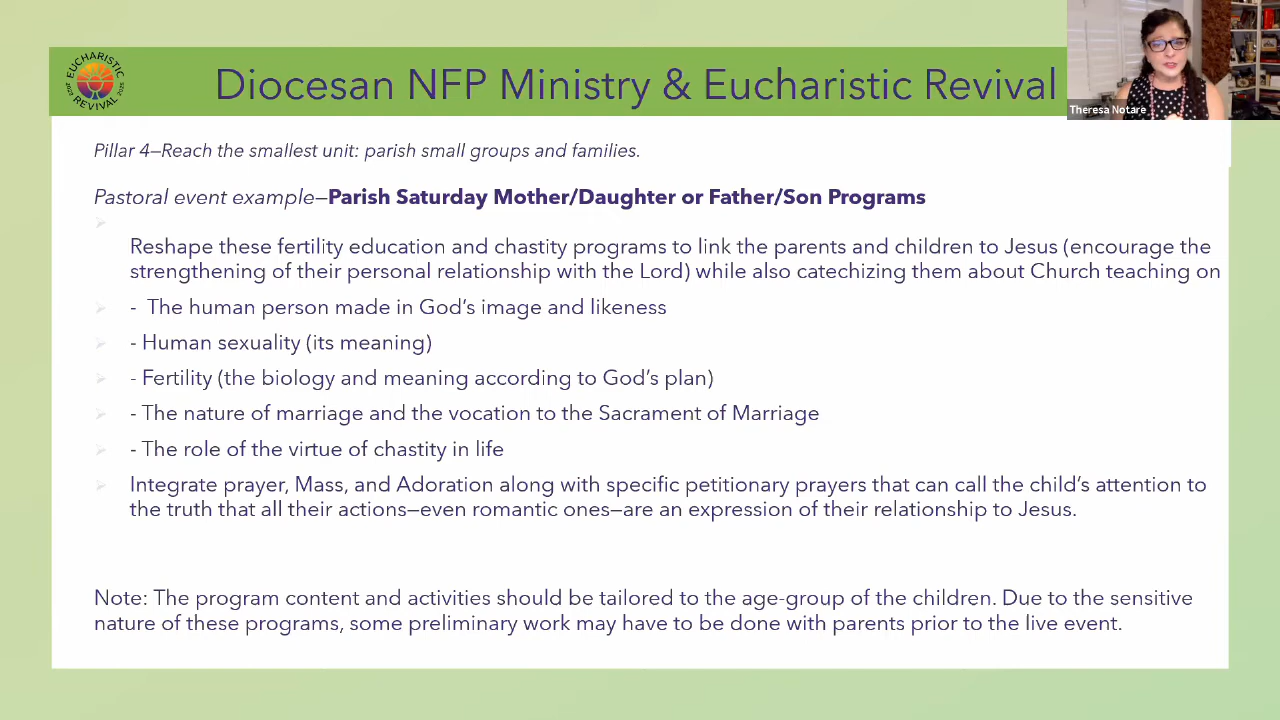 EUCHARISTIC
REVIVAL
Diocesan NFP Ministry & Eucharistic Revival
Theresa Notare
Pillar 4—Reach the smallest unit: parish small groups and families.
Pastoral event example—Parish Saturday Mother/Daughter or Father/Son Programs
Reshape these fertility education and chastity programs to link the parents and children to Jesus (encourage the
strengthening of their personal relationship with the Lord) while also catechizing them about Church teaching on
- The human person made in God's image and likeness
- Human sexuality (its meaning)
- Fertility (the biology and meaning according to God's plan)
- The nature of marriage and the vocation to the Sacrament of Marriage
- The role of the virtue of chastity in life
Integrate prayer, Mass, and Adoration along with specific petitionary prayers that can call the child's attention to
the truth that all their actions—even romantic ones—are an expression of their relationship to Jesus.
Note: The program content and activities should be tailored to the age-group of the children. Due to the sensitive
nature of these programs, some preliminary work may have to be done with parents prior to the live event.